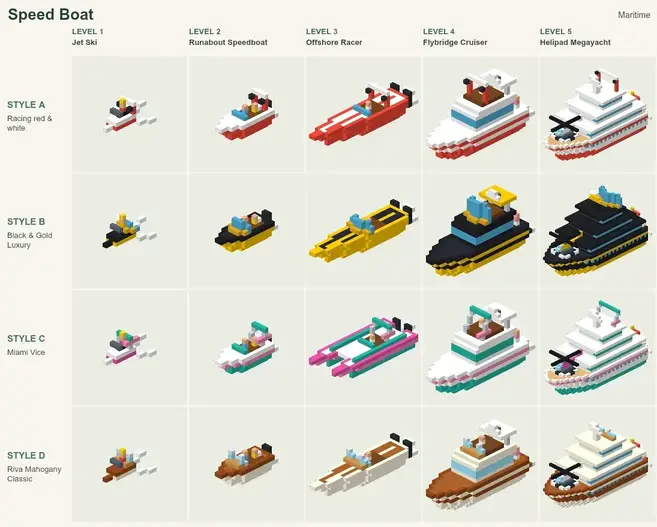 Speed Boat
Maritime
LEVEL 1
Jet Ski
LEVEL 2
Runabout Speedboat
LEVEL 3
Offshore Racer
LEVEL 4
Flybridge Cruiser
LEVEL 5
Helipad Megayacht
STYLE A
Racing red &
white
STYLE B
Black & Gold
Luxury
STYLE C
Miami Vice
STYLE D
Riva Mahogany
Classic